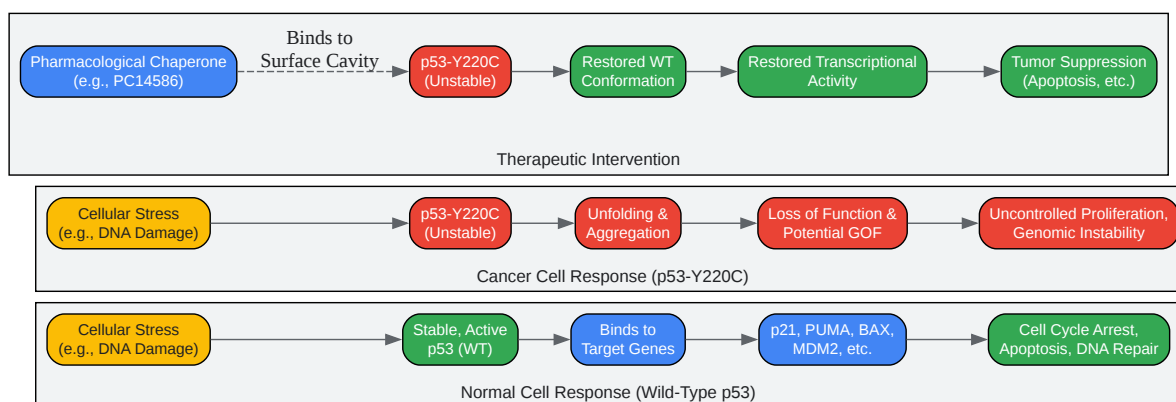 Pharmacological Chaperone
(e.g., PC14586)
Binds to
Surface Cavity
p53-Y220C
(Unstable)
Restored WT
Conformation
Restored Transcriptional
Activity
Tumor Suppression
(Apoptosis, etc.)
Therapeutic Intervention
Cellular Stress
(e.g., DNA Damage)
p53-Y220C
(Unstable)
Unfolding &
Aggregation
Loss of Function &
Potential GOF
Uncontrolled Proliferation,
Genomic Instability
Cancer Cell Response (p53-Y220C)
Cellular Stress
(e.g., DNA Damage)
Stable, Active
p53 (WT)
Binds to
Target Genes
p21, PUMA, BAX,
MDM2, etc.
Cell Cycle Arrest,
Apoptosis, DNA Repair
Normal Cell Response (Wild-Type p53)